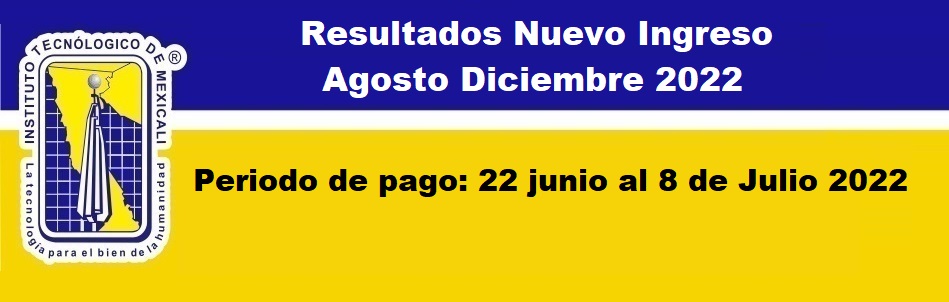 Resultados Nuevo Ingreso
Agosto Diciembre 2022
INSTITUTO TECNÓLOGICO DE MEXICALI ®
La tecnología para el bien de la humanidad
Periodo de pago: 22 junio al 8 de Julio 2022